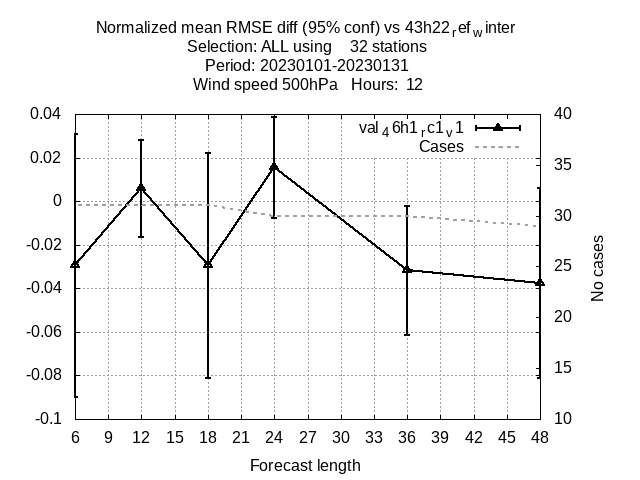 Normalized mean RMSE diff (95% conf) vs 43h22ref winter
Selection: ALL using 32 stations
Period: 20230101-20230131
Wind speed 500hPa Hours: 12
val46h1rc1v1
Cases
0.04
0.02
0
-0.02
-0.04
-0.06
-0.08
-0.1
40
35
30
25
20
15
10
No cases
6 9 12 15 18 21 24 27 30 33 36 39 42 45 48
Forecast length